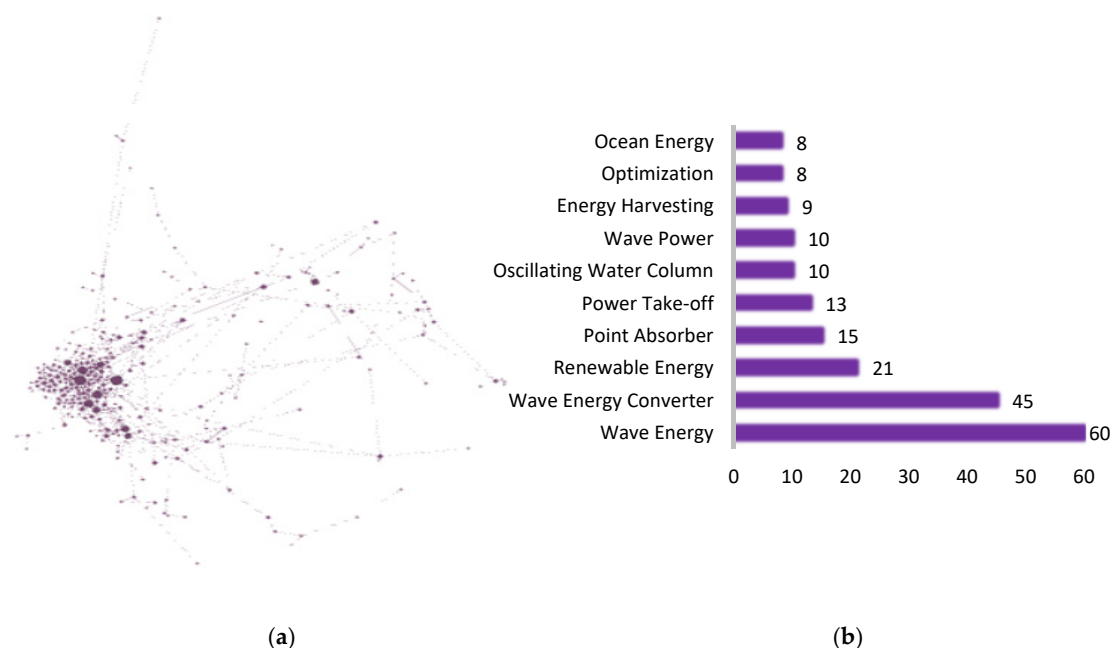 Ocean Energy 8
Optimization 8
Energy Harvesting 9
Wave Power 10
Oscillating Water Column 10
Power Take-off 13
Point Absorber 15
Renewable Energy 21
Wave Energy Converter 45
Wave Energy 60
0 10 20 30 40 50 60
(a) (b)